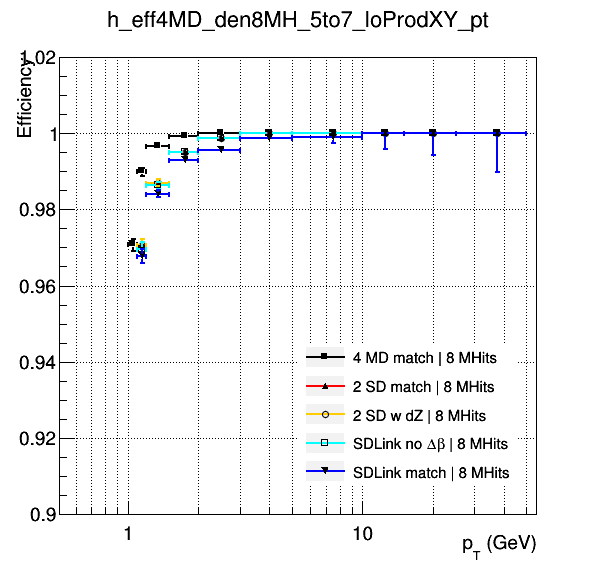 h_eff4MD_den8MH_5to7_loProdXY_pt
Efficiency
1.02
1
0.98
0.96
0.94
0.92
0.9
4 MD match | 8 MHits
2 SD match | 8 MHits
2 SD w dZ | 8 MHits
SDLink no Δβ | 8 MHits
SDLink match | 8 MHits
1
10
p_T (GeV)